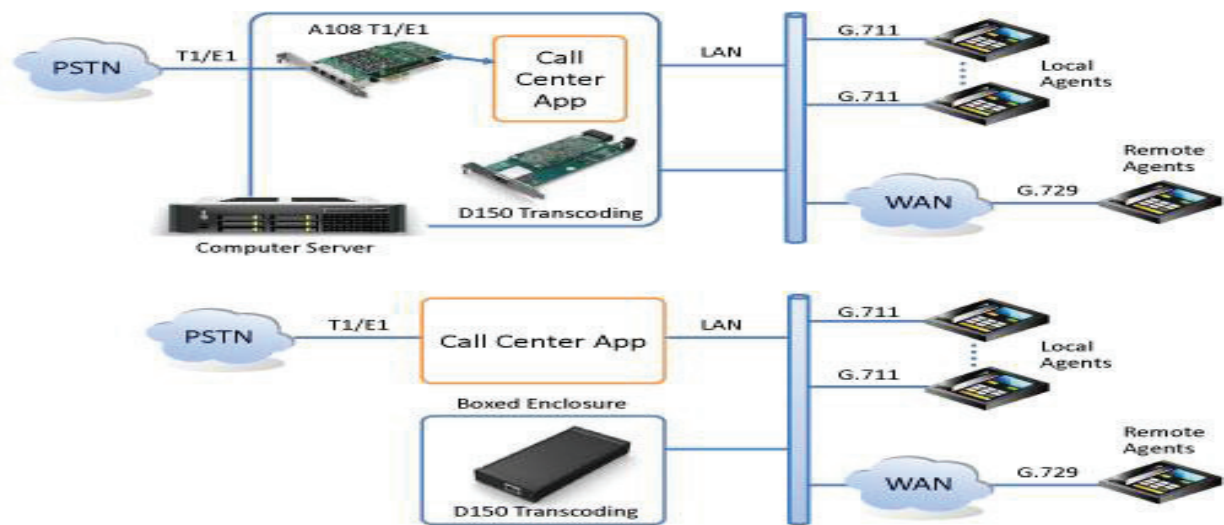 A108 T1/E1
PSTN
T1/E1
Call
Center
App
LAN
G.711
G.711
Local
Agents
D150 Transcoding
Computer Server
WAN
G.729
Remote
Agents
PSTN
T1/E1
Call Center App
LAN
G.711
G.711
Local
Agents
Boxed Enclosure
D150 Transcoding
WAN
G.729
Remote
Agents